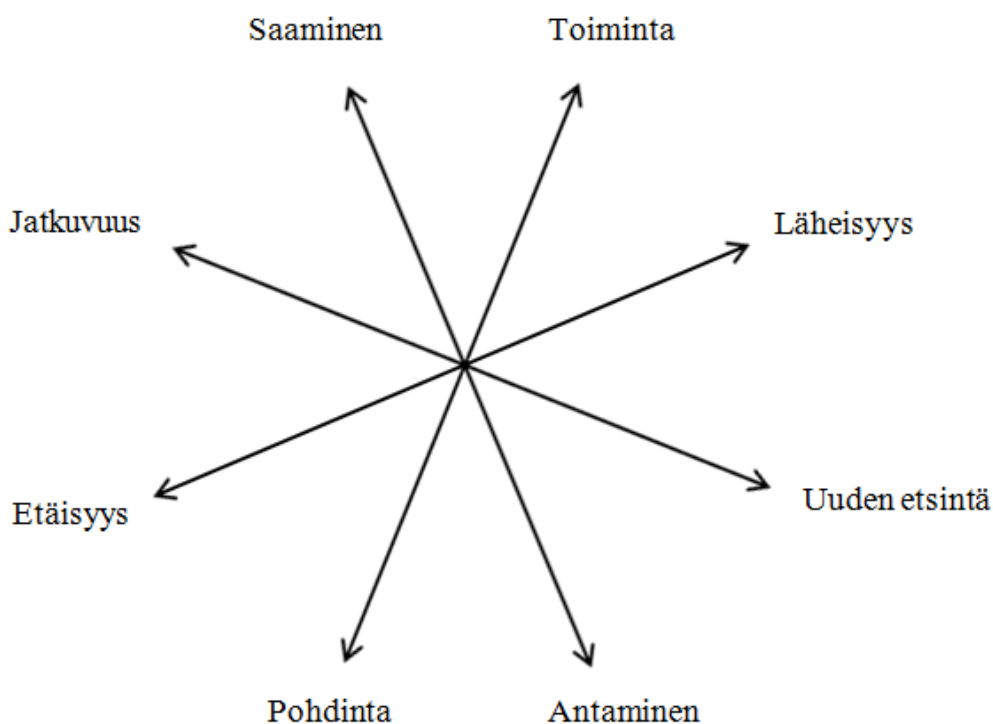 Saaminen
Toiminta
Jatkuvuus
Läheisyys
Etäisyys
Uuden etsintä
Pohdinta
Antaminen